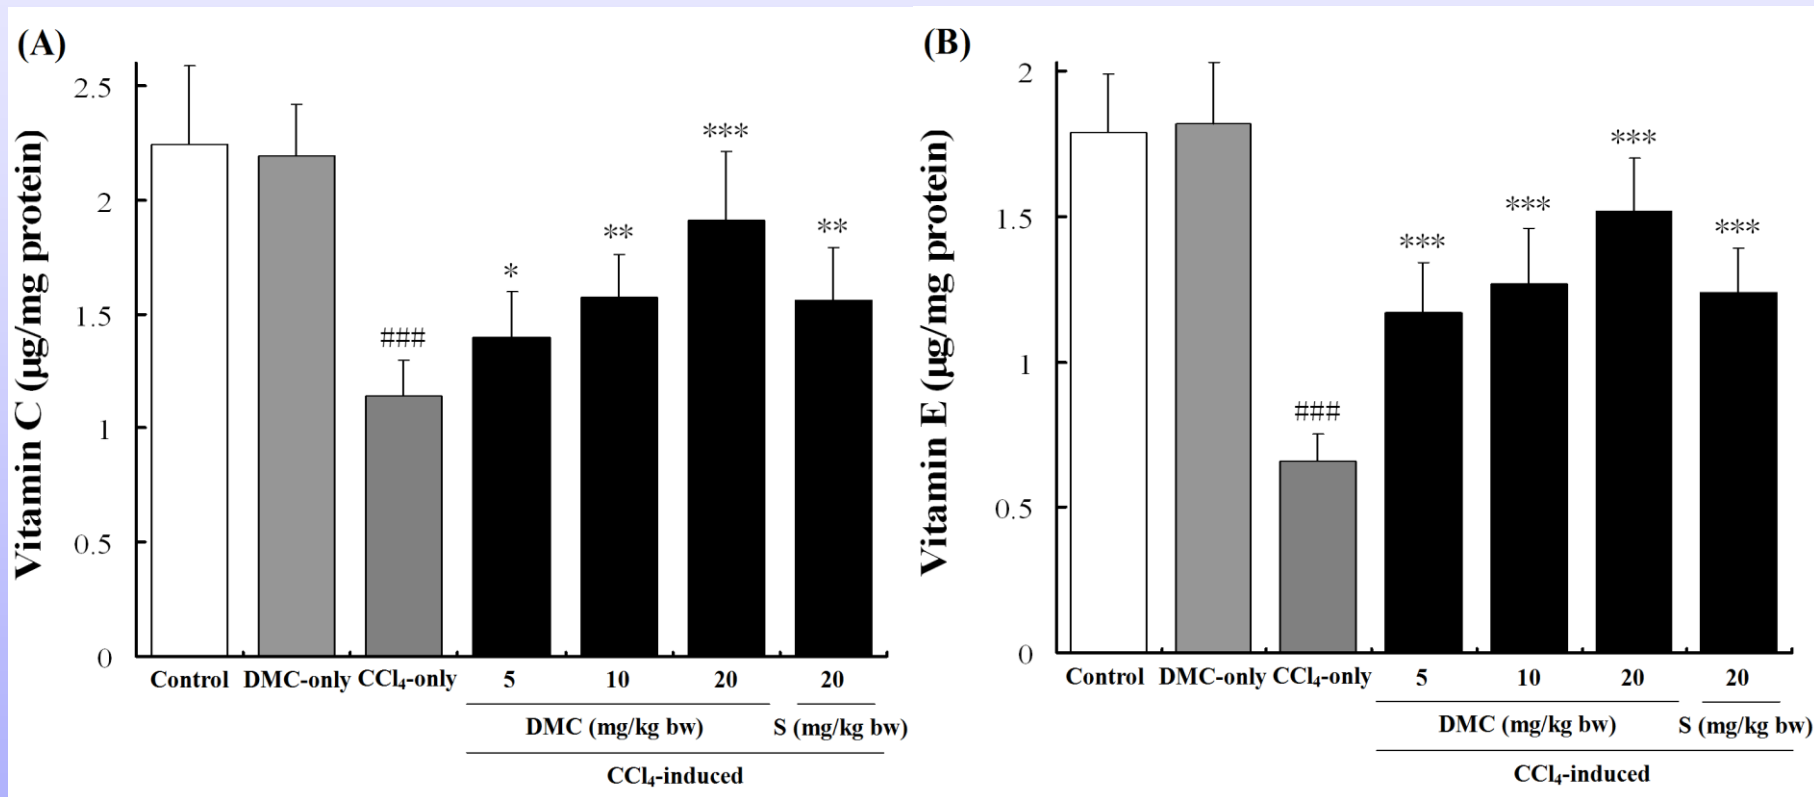 (A)
Vitamin C (µg/mg protein)
2.5
2
1.5
1
0.5
0
###
*
**
***
**
Control DMC-only CCl₄-only 5 10 20 20
DMC (mg/kg bw) S (mg/kg bw)
CCl₄-induced
(B)
Vitamin E (µg/mg protein)
2
1.5
1
0.5
0
###
***
***
***
***
Control DMC-only CCl₄-only 5 10 20 20
DMC (mg/kg bw) S (mg/kg bw)
CCl₄-induced